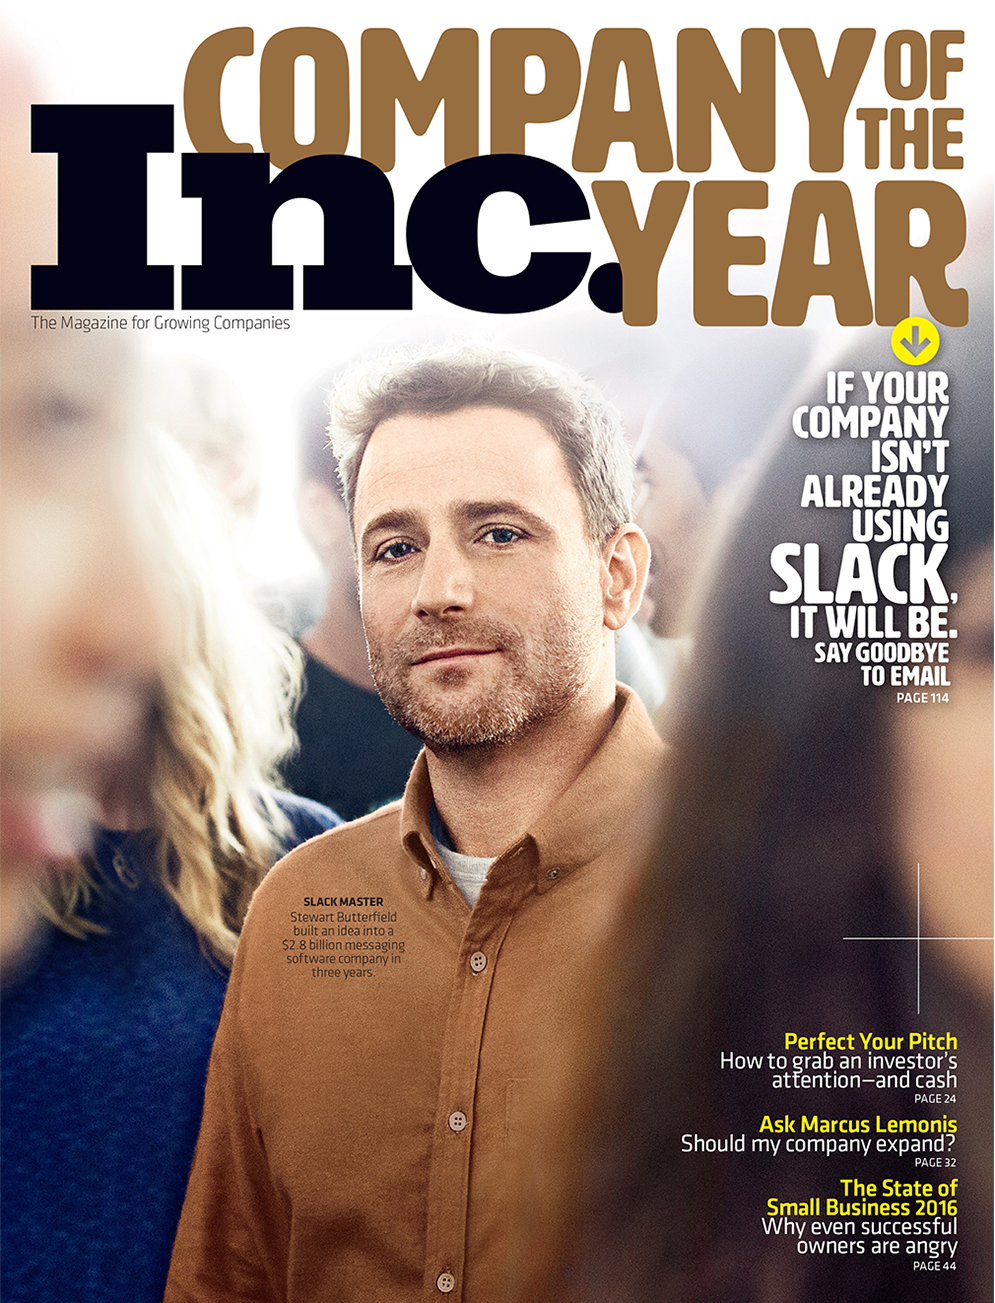 COMPANY OF
THE
YEAR
Inc.
The Magazine for Growing Companies
IF YOUR
COMPANY
ISN'T
ALREADY
USING
SLACK,
IT WILL BE.
SAY GOODBYE
TO EMAIL
PAGE 114
SLACK MASTER
Stewart Butterfield
built an idea into a
$2.8 billion messaging
software company in
three years.
Perfect Your Pitch
How to grab an investor's
attention—and cash
PAGE 24
Ask Marcus Lemonis
Should my company expand?
PAGE 32
The State of
Small Business 2016
Why even successful
owners are angry
PAGE 44